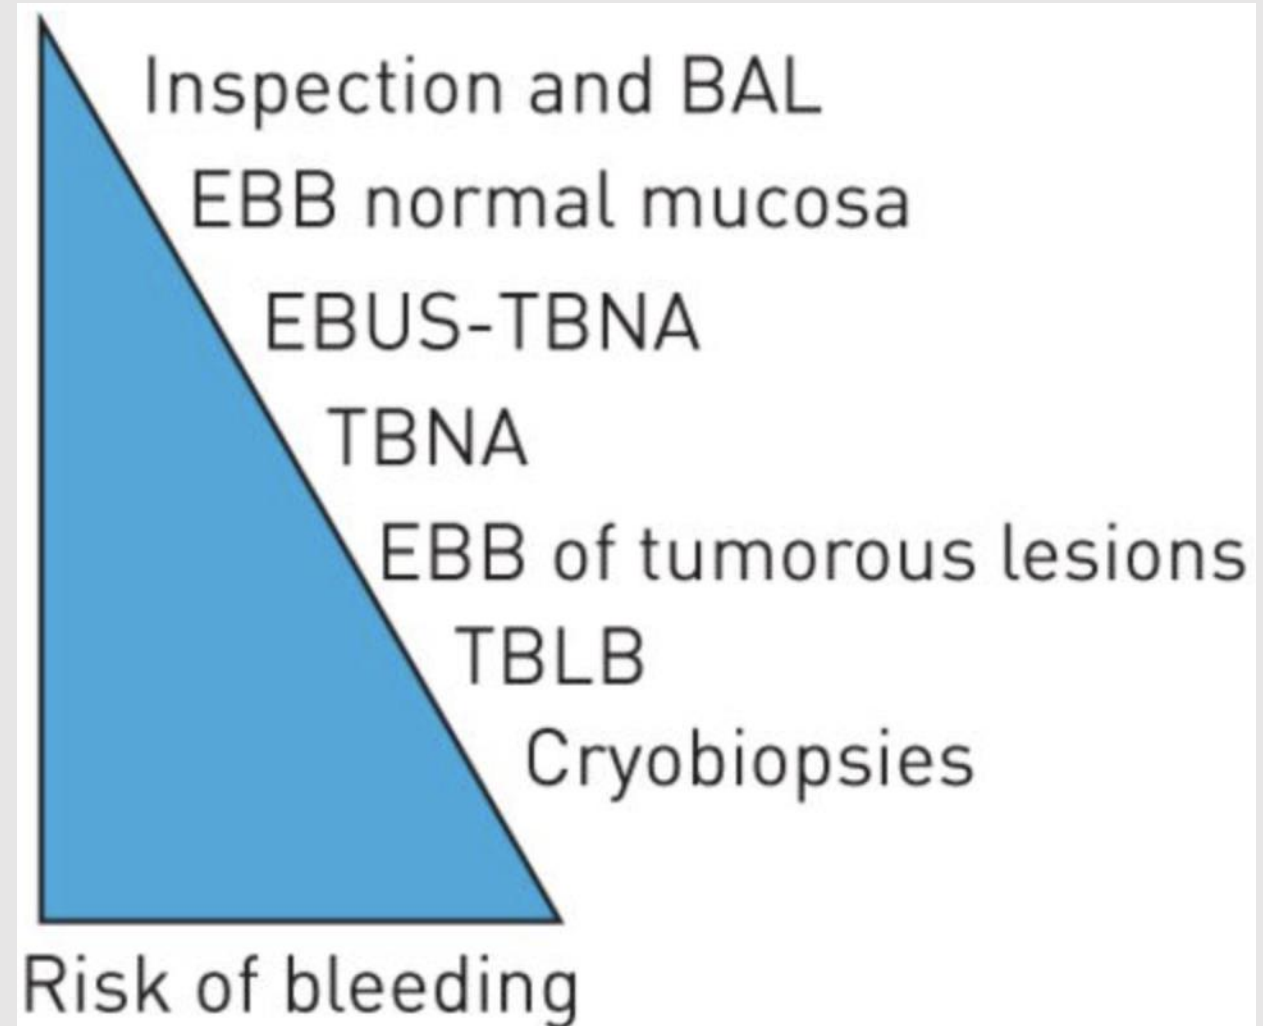 Inspection and BAL
EBB normal mucosa
EBUS-TBNA
TBNA
EBB of tumorous lesions
TBLB
Cryobiopsies
Risk of bleeding